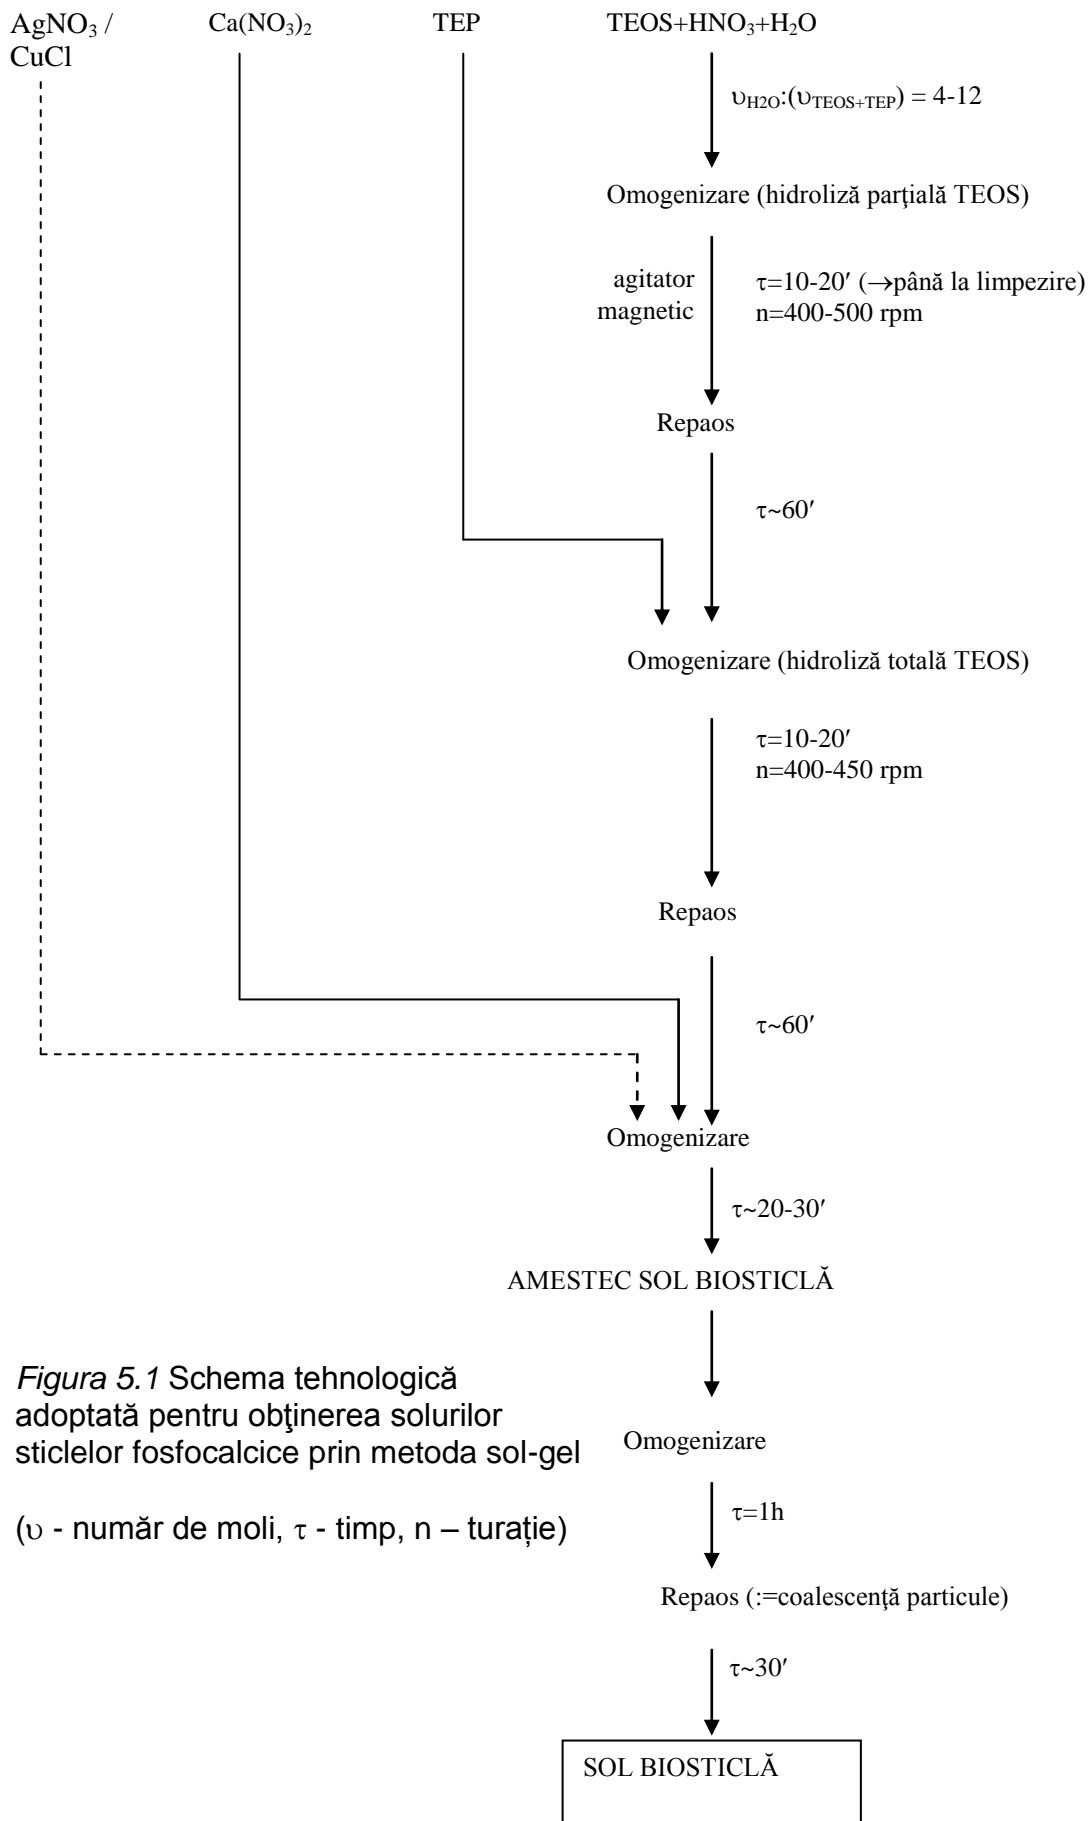 AgNO₃ /
CuCl
Ca(NO₃)₂
TEP
TEOS+HNO₃+H₂O
υH2O:(υTEOS+TEP) = 4-12
Omogenizare (hidroliză parţială TEOS)
agitator
magnetic
τ=10-20′ (→până la limpezire)
n=400-500 rpm
Repaos
τ~60′
Omogenizare (hidroliză totală TEOS)
τ=10-20′
n=400-450 rpm
Repaos
τ~60′
Omogenizare
τ~20-30′
AMESTEC SOL BIOSTICLĂ
Figura 5.1 Schema tehnologică
adoptată pentru obţinerea solurilor
sticlelor fosfocalcice prin metoda sol-gel
(υ - număr de moli, τ - timp, n – turație)
Omogenizare
τ=1h
Repaos (:=coalescenţă particule)
τ~30′
SOL BIOSTICLĂ